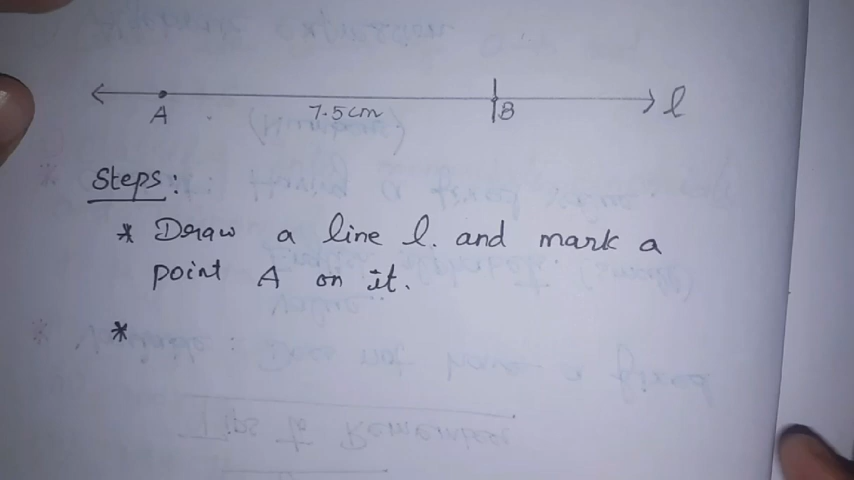 A 7.5cm B l
Steps:
* Draw a line l. and mark a
point A on it.
*